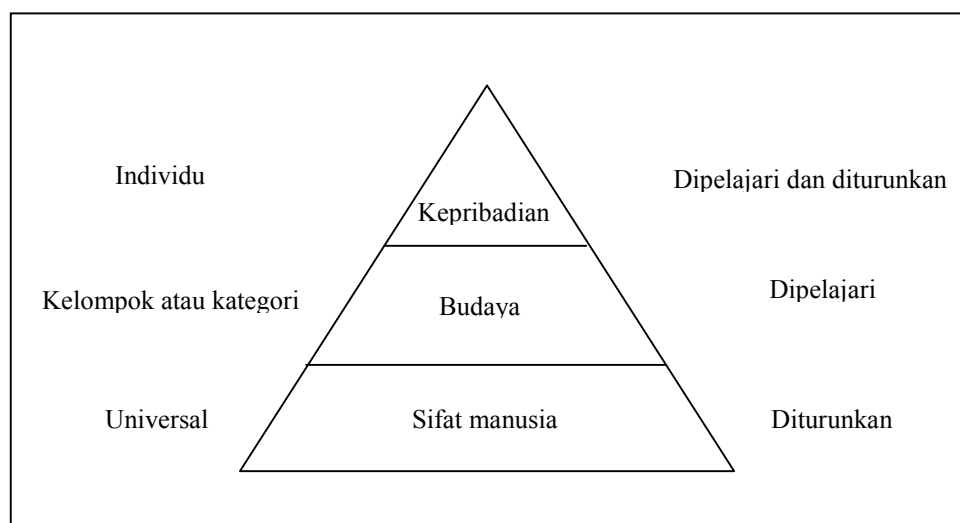 Individu
Dipelajari dan diturunkan
Kepribadian
Kelompok atau kategori
Budaya
Dipelajari
Universal
Sifat manusia
Diturunkan